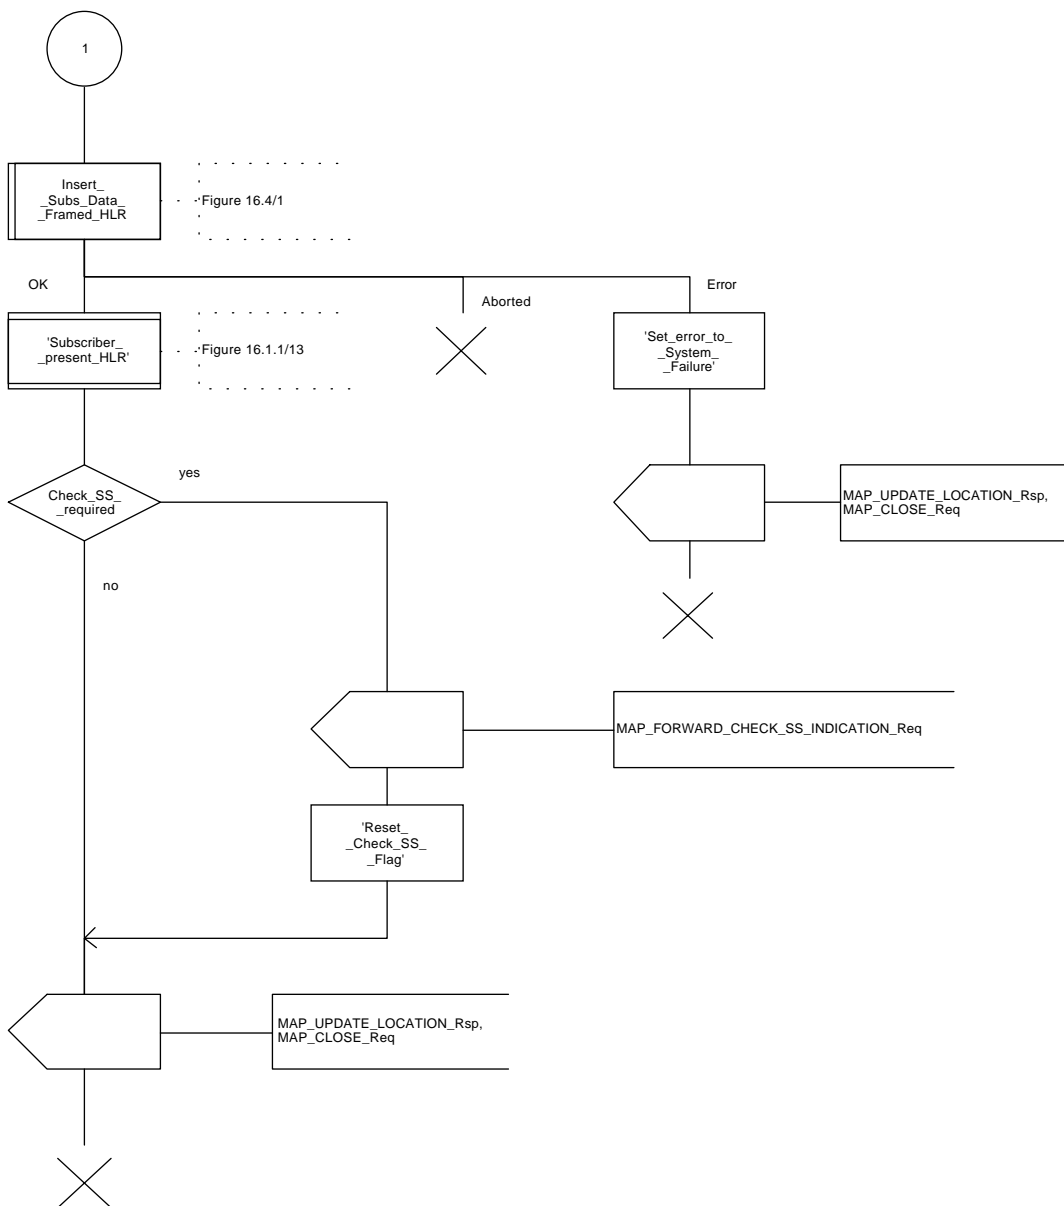 1
Insert_
_Subs_Data_
_Framed_HLR
Figure 16.4/1
OK
Aborted
Error
'Subscriber_
_present_HLR'
Figure 16.1.1/13
'Set_error_to_
_System_
_Failure'
Check_SS_
_required
yes
no
MAP_UPDATE_LOCATION_Rsp,
MAP_CLOSE_Req
MAP_FORWARD_CHECK_SS_INDICATION_Req
'Reset_
_Check_SS_
_Flag'
MAP_UPDATE_LOCATION_Rsp,
MAP_CLOSE_Req